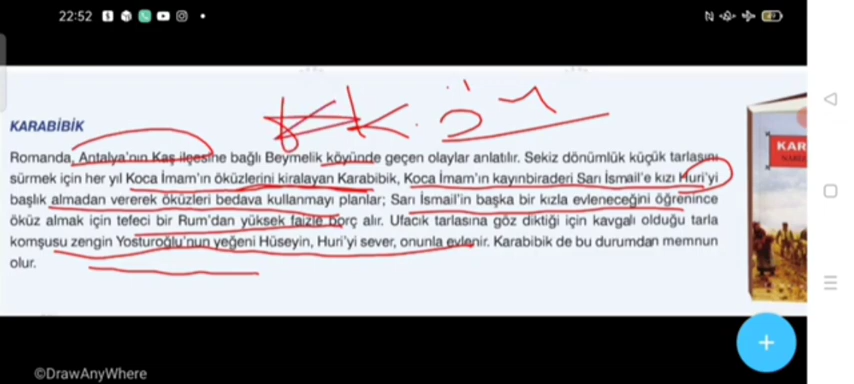 22:52
KARABİBİK
Romanda, Antalya'nın Kaş ilçesine bağlı Beymelik köyünde geçen olaylar anlatılır. Sekiz dönümlük küçük tarlasını
sürmek için her yıl Koca İmam'ın öküzlerini kiralayan Karabibik, Koca İmam'ın kayınbiraderi Sarı İsmail'e kızı Huri'yi
başlık almadan vererek öküzleri bedava kullanmayı planlar; Sarı İsmail'in başka bir kızla evleneceğini öğrenince
öküz almak için tefeci bir Rum'dan yüksek faizle borç alır. Ufacık tarlasına göz diktiği için kavgalı olduğu tarla
komşusu zengin Yosturoğlu'nun yeğeni Hüseyin, Huri'yi sever, onunla evlenir. Karabibik de bu durumdan memnun
olur.
KAR
©DrawAnyWhere